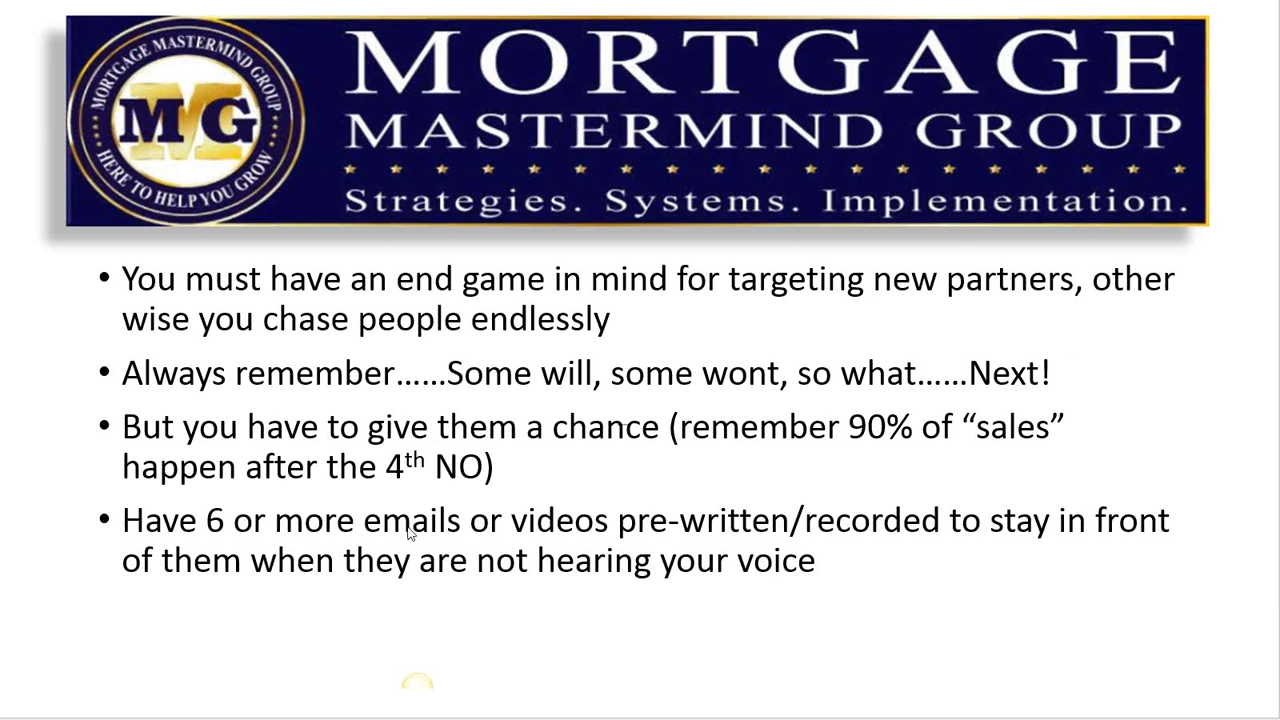 MORTGAGE MASTERMIND GROUP
MG
HERE TO HELP YOU GROW
MORTGAGE
MASTERMIND GROUP
Strategies. Systems. Implementation.
• You must have an end game in mind for targeting new partners, other
wise you chase people endlessly
• Always remember......Some will, some wont, so what......Next!
• But you have to give them a chance (remember 90% of “sales”
happen after the 4th NO)
• Have 6 or more emails or videos pre-written/recorded to stay in front
of them when they are not hearing your voice